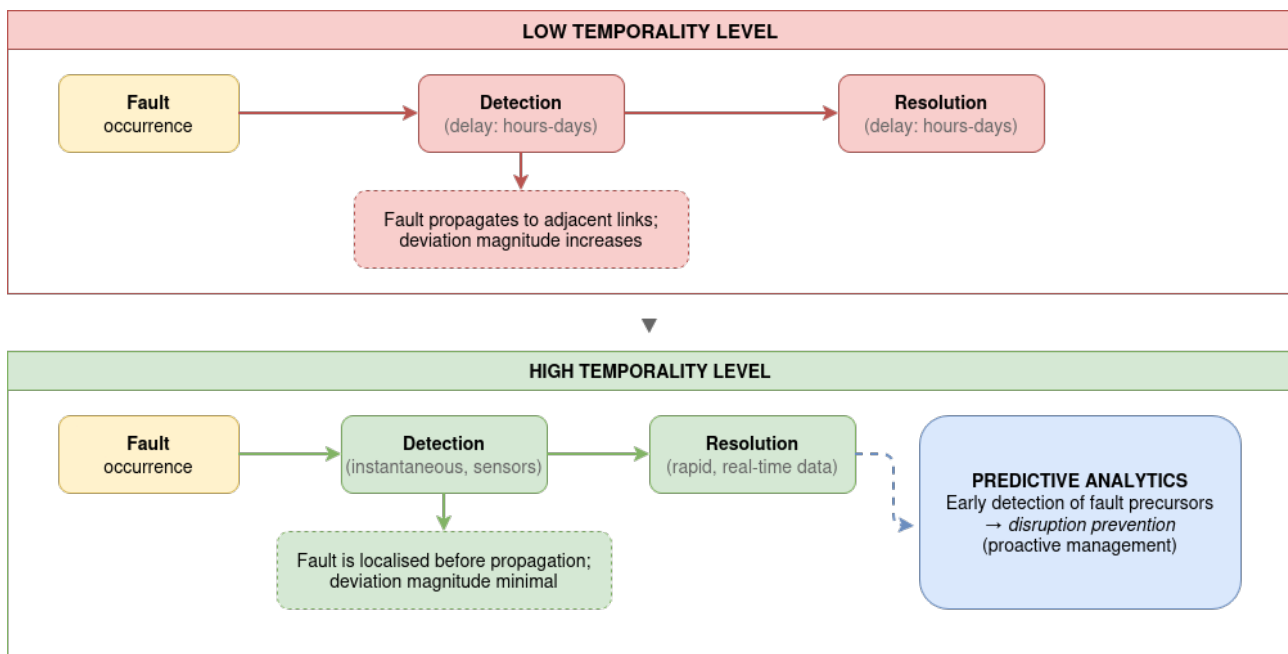 LOW TEMPORALITY LEVEL
Fault
occurrence
Detection
(delay: hours-days)
Resolution
(delay: hours-days)
Fault propagates to adjacent links;
deviation magnitude increases
HIGH TEMPORALITY LEVEL
Fault
occurrence
Detection
(instantaneous, sensors)
Resolution
(rapid, real-time data)
PREDICTIVE ANALYTICS
Early detection of fault precursors
→ disruption prevention
(proactive management)
Fault is localised before propagation;
deviation magnitude minimal